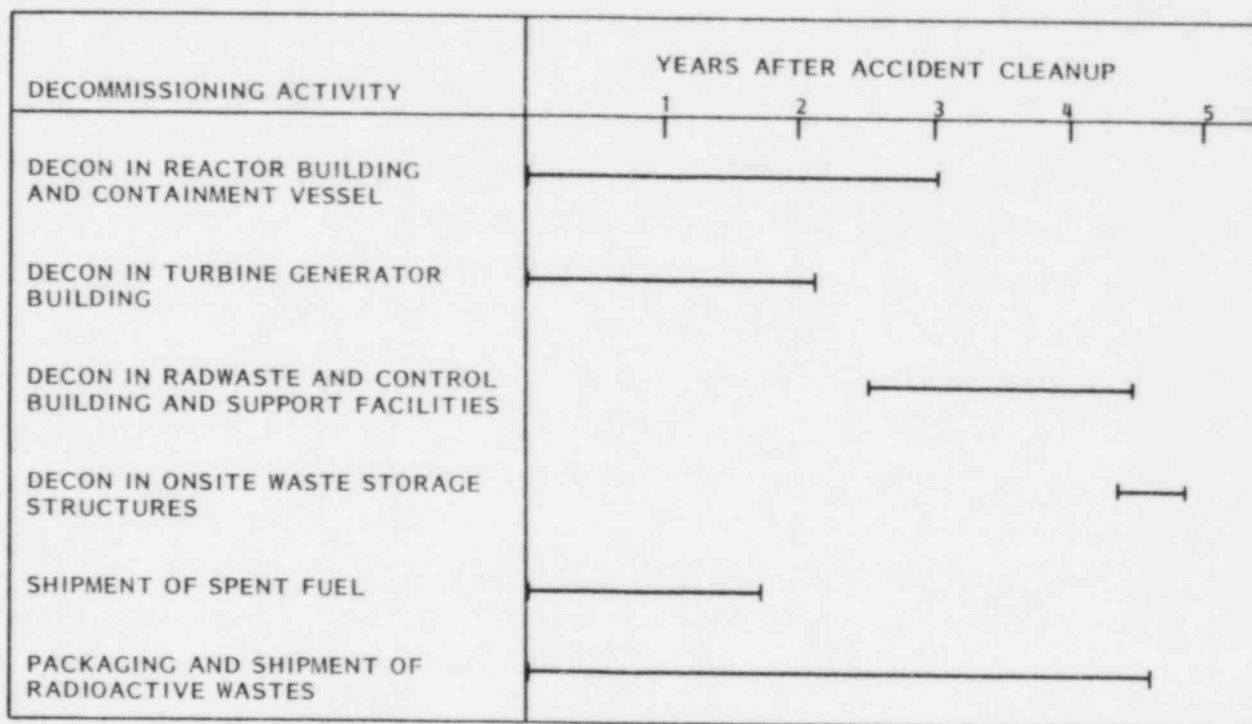 YEARS AFTER ACCIDENT CLEANUP
DECOMMISSIONING ACTIVITY
1 2 3 4 5
DECON IN REACTOR BUILDING
AND CONTAINMENT VESSEL
DECON IN TURBINE GENERATOR
BUILDING
DECON IN RADWASTE AND CONTROL
BUILDING AND SUPPORT FACILITIES
DECON IN ONSITE WASTE STORAGE
STRUCTURES
SHIPMENT OF SPENT FUEL
PACKAGING AND SHIPMENT OF
RADIOACTIVE WASTES